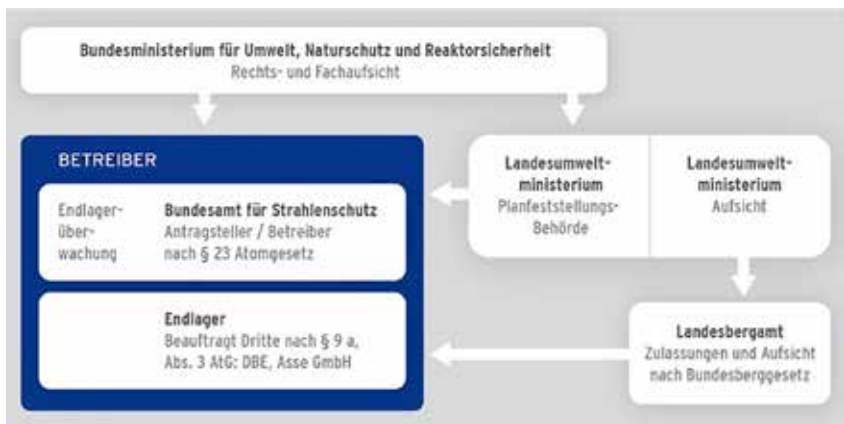 Bundesministerium für Umwelt, Naturschutz und Reaktorsicherheit
Rechts- und Fachaufsicht
BETREIBER
Endlager-
über-
wachung
Bundesamt für Strahlenschutz
Antragsteller / Betreiber
nach § 23 Atomgesetz
Endlager
Beauftragt Dritte nach § 9 a,
Abs. 3 AtG: DBE, Asse GmbH
Landesumwelt-
ministerium
Planfeststellungs-
Behörde
Landesumwelt-
ministerium
Aufsicht
Landesbergamt
Zulassungen und Aufsicht
nach Bundesberggesetz